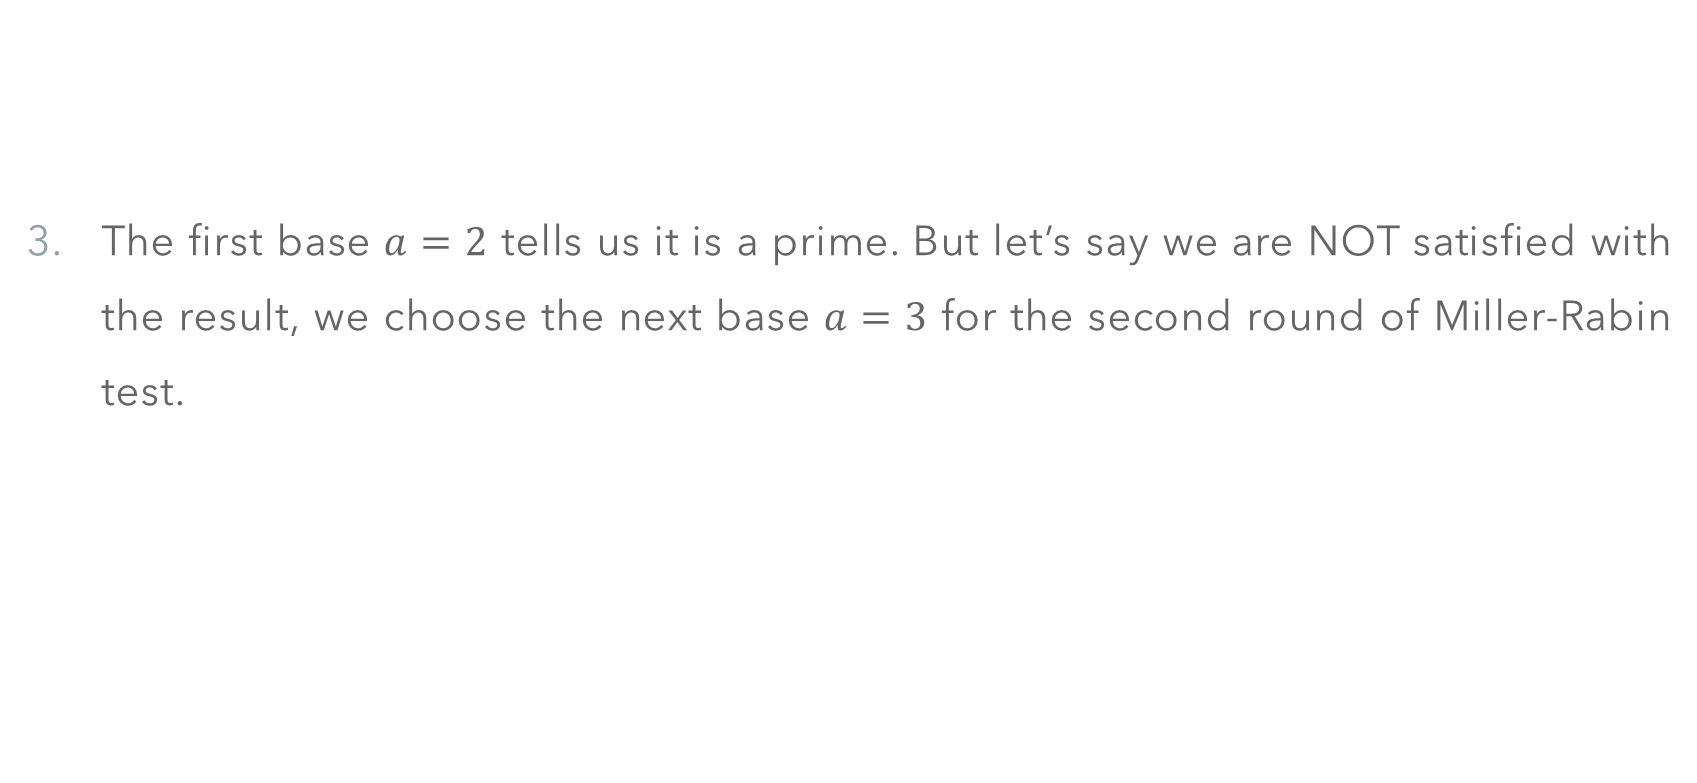 3. The first base a = 2 tells us it is a prime. But let’s say we are NOT satisfied with
the result, we choose the next base a = 3 for the second round of Miller-Rabin
test.